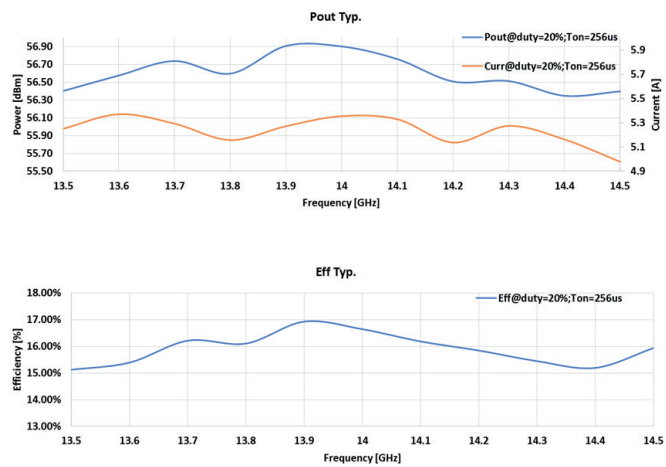 Pout Typ.
Pout@duty=20%;Ton=256us
Curr@duty=20%;Ton=256us
Power [dBm]
56.90
56.70
56.50
56.30
56.10
55.90
55.70
55.50
5.9
5.7
5.5
5.3
5.1
4.9
Current [A]
13.5 13.6 13.7 13.8 13.9 14 14.1 14.2 14.3 14.4 14.5
Frequency [GHz]
Eff Typ.
Eff@duty=20%;Ton=256us
Efficiency [%]
18.00%
17.00%
16.00%
15.00%
14.00%
13.00%
13.5 13.6 13.7 13.8 13.9 14 14.1 14.2 14.3 14.4 14.5
Frequency [GHz]